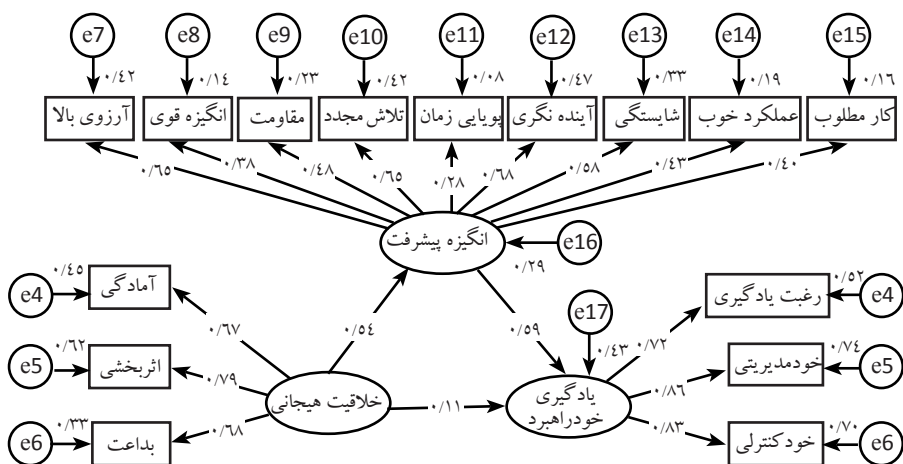 e7 e8 e9 e10 e11 e12 e13 e14 e15
۰/۴۲ ۰/۱۴ ۰/۲۳ ۰/۴۲ ۰/۰۸ ۰/۴۷ ۰/۳۳ ۰/۱۹ ۰/۱۶
آرزوی بالا
انگیزه قوی
مقاومت
تلاش مجدد
پویایی زمان
آینده نگری
شایستگی
عملکرد خوب
کار مطلوب
۰/۶۵ ۰/۳۸ ۰/۴۸ ۰/۶۵ ۰/۲۸ ۰/۶۸ ۰/۵۸ ۰/۴۳ ۰/۴۰
انگیزه پیشرفت
e16
۰/۲۹
e4
۰/۴۵
آمادگی
۰/۶۷
e5
۰/۶۲
اثربخشی
۰/۷۹
e6
۰/۳۳
بداعت
۰/۶۸
خلاقیت هیجانی
۰/۵۴
۰/۵۹
۰/۱۱
e17
۰/۴۳
یادگیری
خودراهبرد
۰/۷۲
رغبت یادگیری
۰/۵۲
e4
۰/۸۶
خودمدیریتی
۰/۷۴
e5
۰/۸۳
خودکنترلی
۰/۷۰
e6